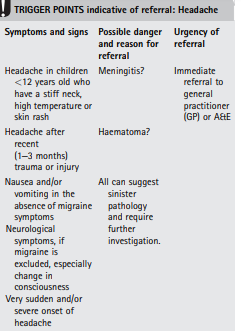 ! TRIGGER POINTS indicative of referral: Headache
Symptoms and signs Possible danger Urgency of
and reason for referral
referral
Headache in children Meningitis? Immediate
<12 years old who referral to
have a stiff neck, general
high temperature or practitioner
skin rash (GP) or A&E
Headache after Haematoma?
recent
(1–3 months)
trauma or injury
Nausea and/or All can suggest
vomiting in the sinister
absence of migraine pathology
symptoms and require
Neurological further
symptoms, if investigation.
migraine is
excluded, especially
change in
consciousness
Very sudden and/or
severe onset of
headache